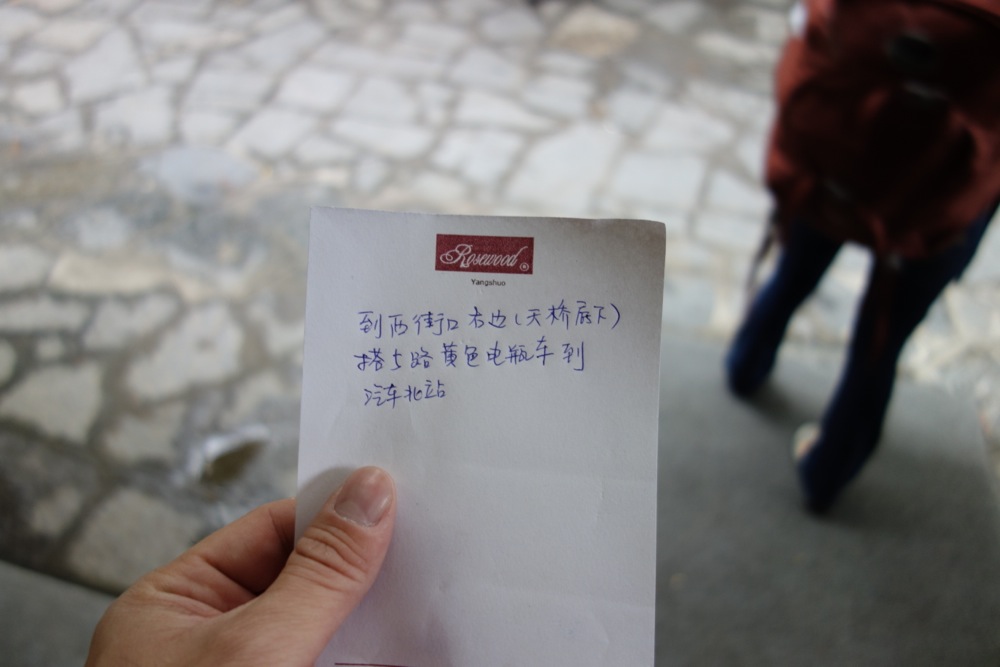 Rosewood ®
Yangshuo
到西街口右边(天桥底下)
搭5路黄色电瓶车到
汽车北站